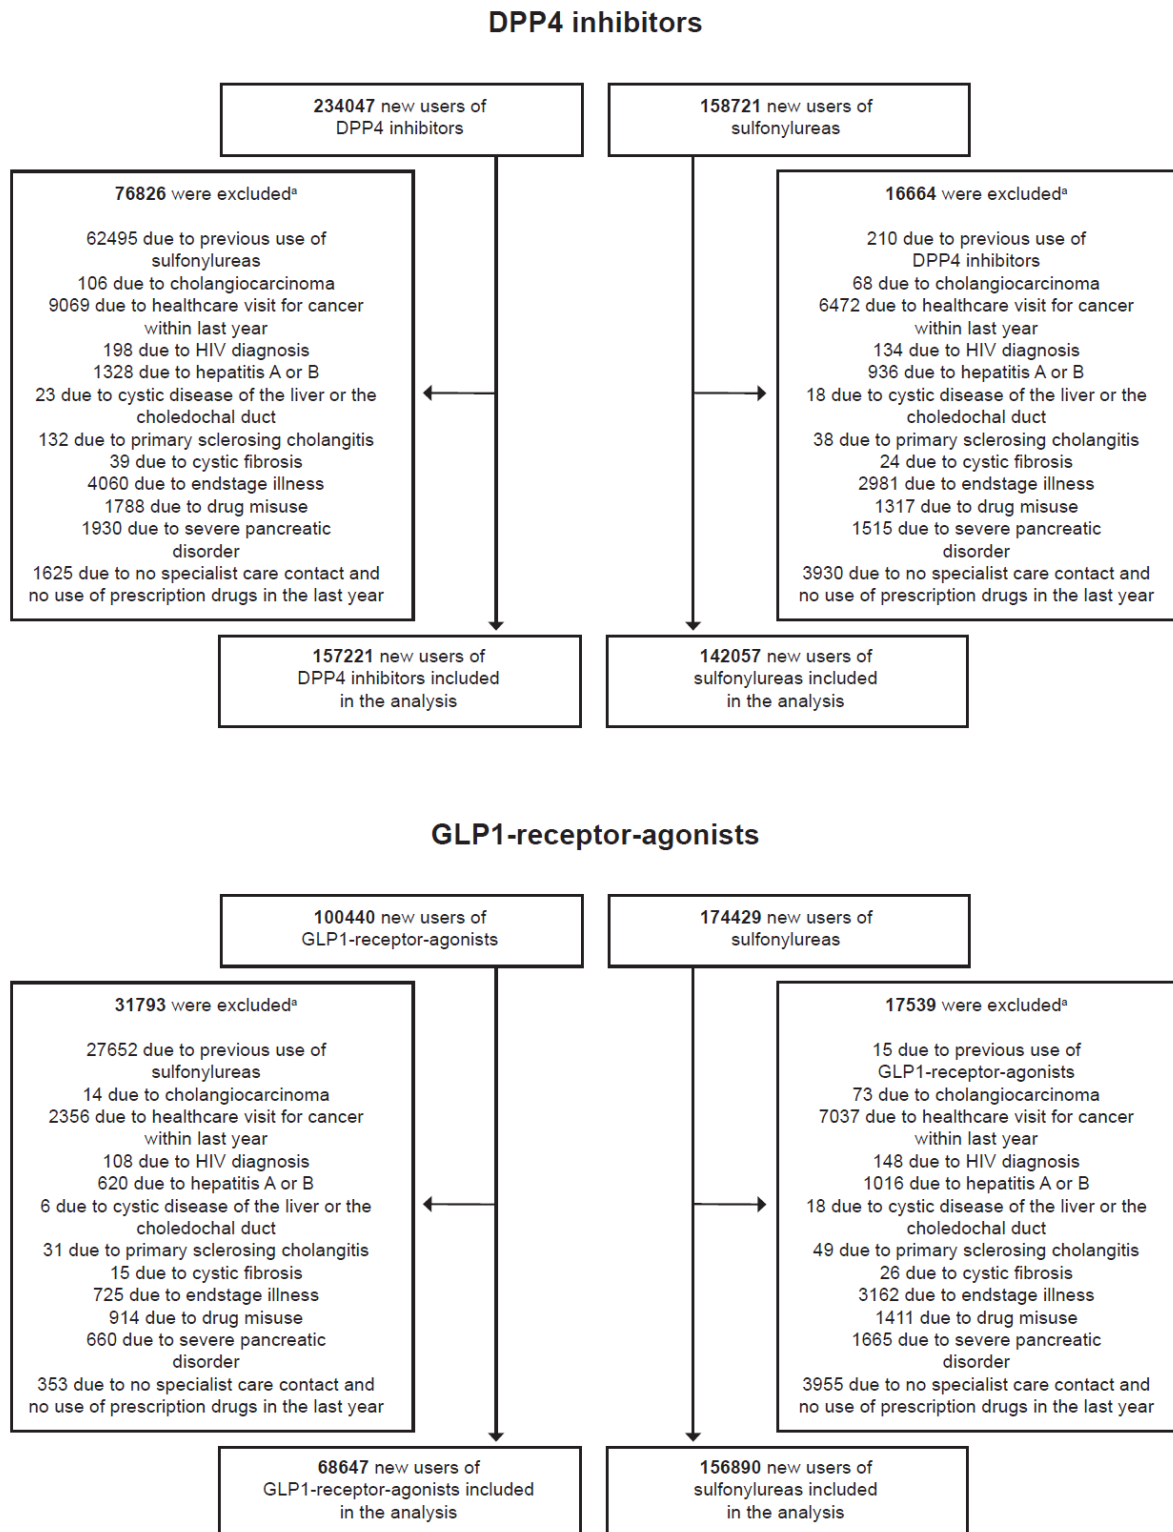 DPP4 inhibitors
234047 new users of
DPP4 inhibitors
158721 new users of
sulfonylureas
76826 were excludedᵃ
62495 due to previous use of
sulfonylureas
106 due to cholangiocarcinoma
9069 due to healthcare visit for cancer
within last year
198 due to HIV diagnosis
1328 due to hepatitis A or B
23 due to cystic disease of the liver or the
choledochal duct
132 due to primary sclerosing cholangitis
39 due to cystic fibrosis
4060 due to endstage illness
1788 due to drug misuse
1930 due to severe pancreatic
disorder
1625 due to no specialist care contact and
no use of prescription drugs in the last year
16664 were excludedᵃ
210 due to previous use of
DPP4 inhibitors
68 due to cholangiocarcinoma
6472 due to healthcare visit for cancer
within last year
134 due to HIV diagnosis
936 due to hepatitis A or B
18 due to cystic disease of the liver or the
choledochal duct
38 due to primary sclerosing cholangitis
24 due to cystic fibrosis
2981 due to endstage illness
1317 due to drug misuse
1515 due to severe pancreatic
disorder
3930 due to no specialist care contact and
no use of prescription drugs in the last year
157221 new users of
DPP4 inhibitors included
in the analysis
142057 new users of
sulfonylureas included
in the analysis
GLP1-receptor-agonists
100440 new users of
GLP1-receptor-agonists
174429 new users of
sulfonylureas
31793 were excludedᵃ
27652 due to previous use of
sulfonylureas
14 due to cholangiocarcinoma
2356 due to healthcare visit for cancer
within last year
108 due to HIV diagnosis
620 due to hepatitis A or B
6 due to cystic disease of the liver or the
choledochal duct
31 due to primary sclerosing cholangitis
15 due to cystic fibrosis
725 due to endstage illness
914 due to drug misuse
660 due to severe pancreatic
disorder
353 due to no specialist care contact and
no use of prescription drugs in the last year
17539 were excludedᵃ
15 due to previous use of
GLP1-receptor-agonists
73 due to cholangiocarcinoma
7037 due to healthcare visit for cancer
within last year
148 due to HIV diagnosis
1016 due to hepatitis A or B
18 due to cystic disease of the liver or the
choledochal duct
49 due to primary sclerosing cholangitis
26 due to cystic fibrosis
3162 due to endstage illness
1411 due to drug misuse
1665 due to severe pancreatic
disorder
3955 due to no specialist care contact and
no use of prescription drugs in the last year
68647 new users of
GLP1-receptor-agonists included
in the analysis
156890 new users of
sulfonylureas included
in the analysis